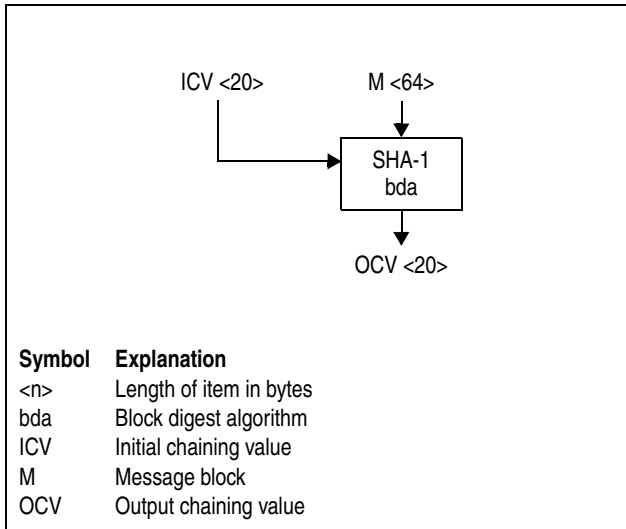 ICV <20> M <64>
SHA-1
bda
OCV <20>
Symbol Explanation
<n> Length of item in bytes
bda Block digest algorithm
ICV Initial chaining value
M Message block
OCV Output chaining value